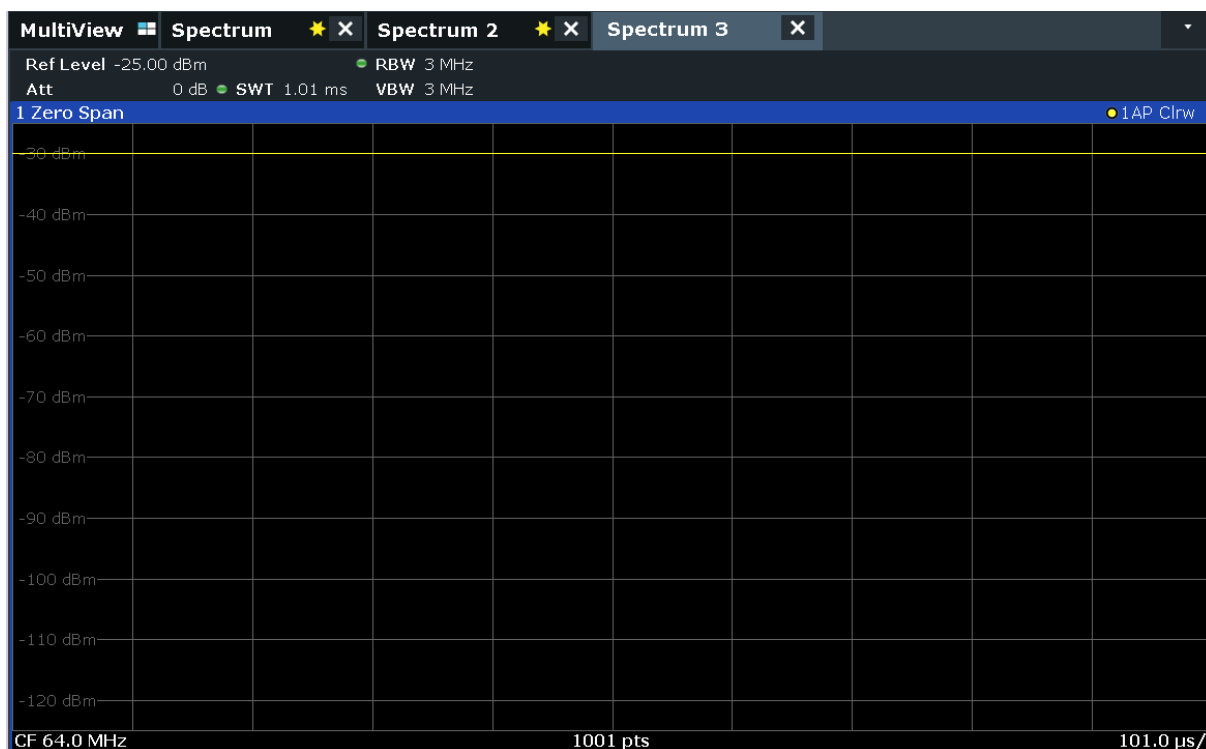 MultiView Spectrum Spectrum 2 Spectrum 3
Ref Level -25.00 dBm RBW 3 MHz
Att 0 dB SWT 1.01 ms VBW 3 MHz
1 Zero Span 1AP Clrw
-30 dBm
-40 dBm
-50 dBm
-60 dBm
-70 dBm
-80 dBm
-90 dBm
-100 dBm
-110 dBm
-120 dBm
CF 64.0 MHz 1001 pts 101.0 µs/